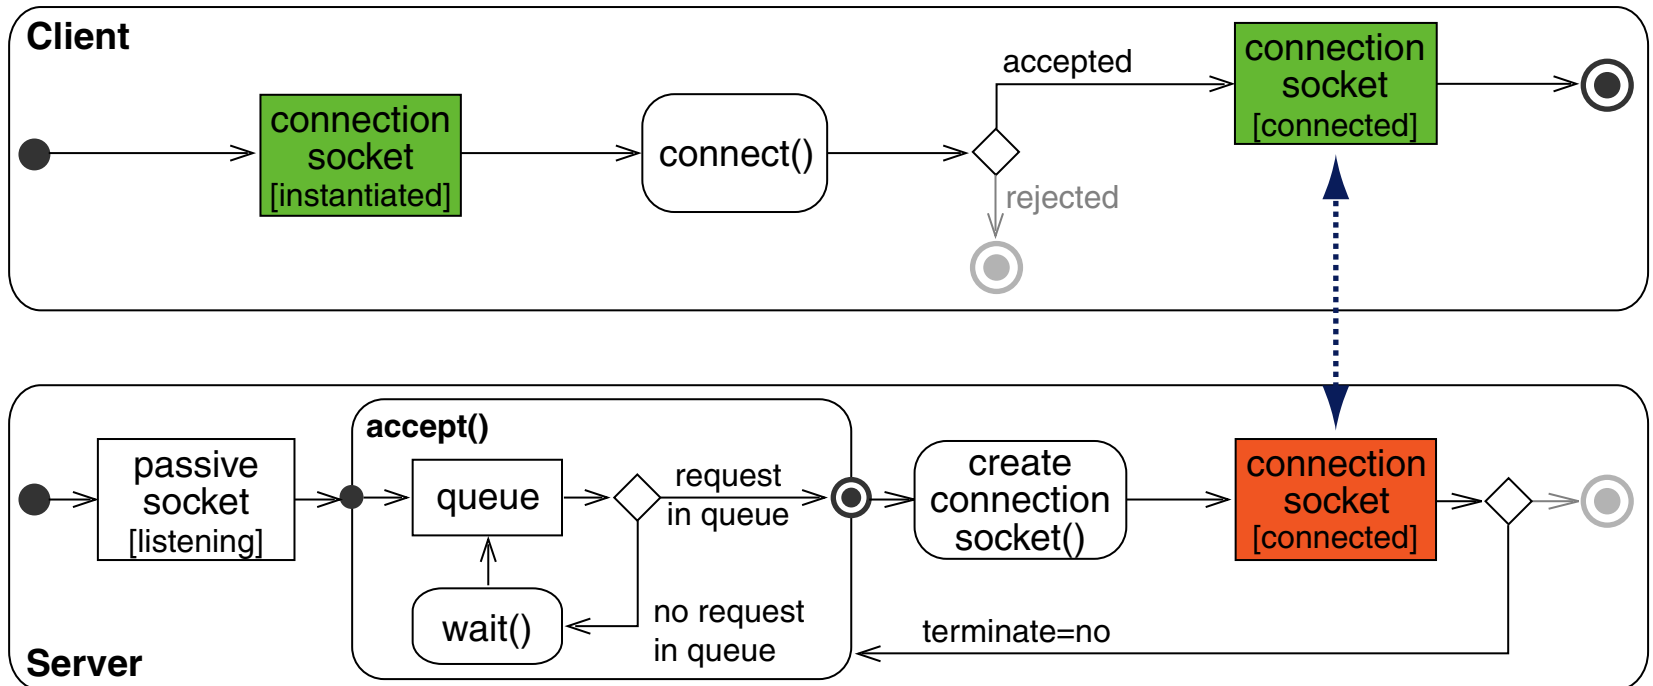 Client
connection
socket
[instantiated]
connect()
accepted
rejected
connection
socket
[connected]
accept()
passive
socket
[listening]
queue
request
in queue
wait()
no request
in queue
create
connection
socket()
connection
socket
[connected]
terminate=no
Server